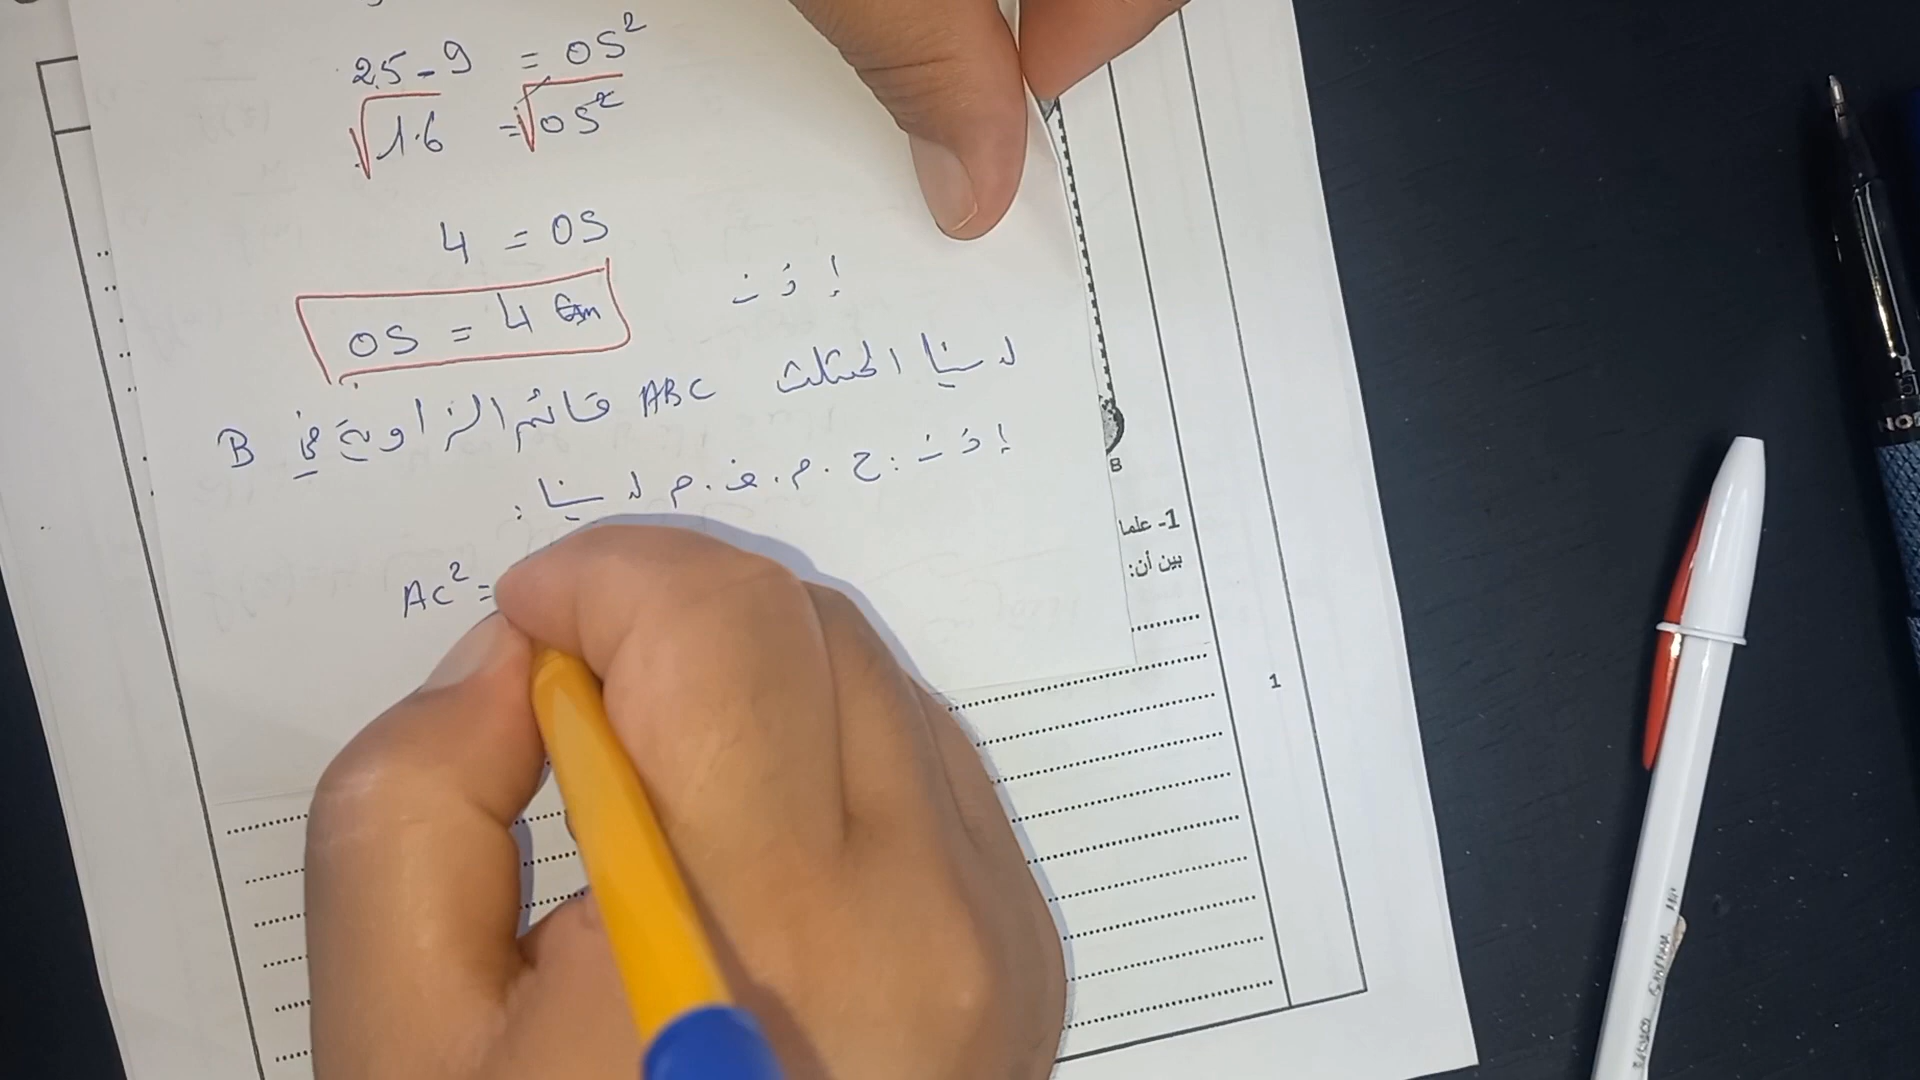 25-9 = OS²
√16 = √OS²
4 = OS
إذن
OS = 4 cm
لدينا المثلث ABC قائم الزاوية في B
إذن : ح . م . ف . م لدينا :
AC² =
B
1- علما
بين أن:
1